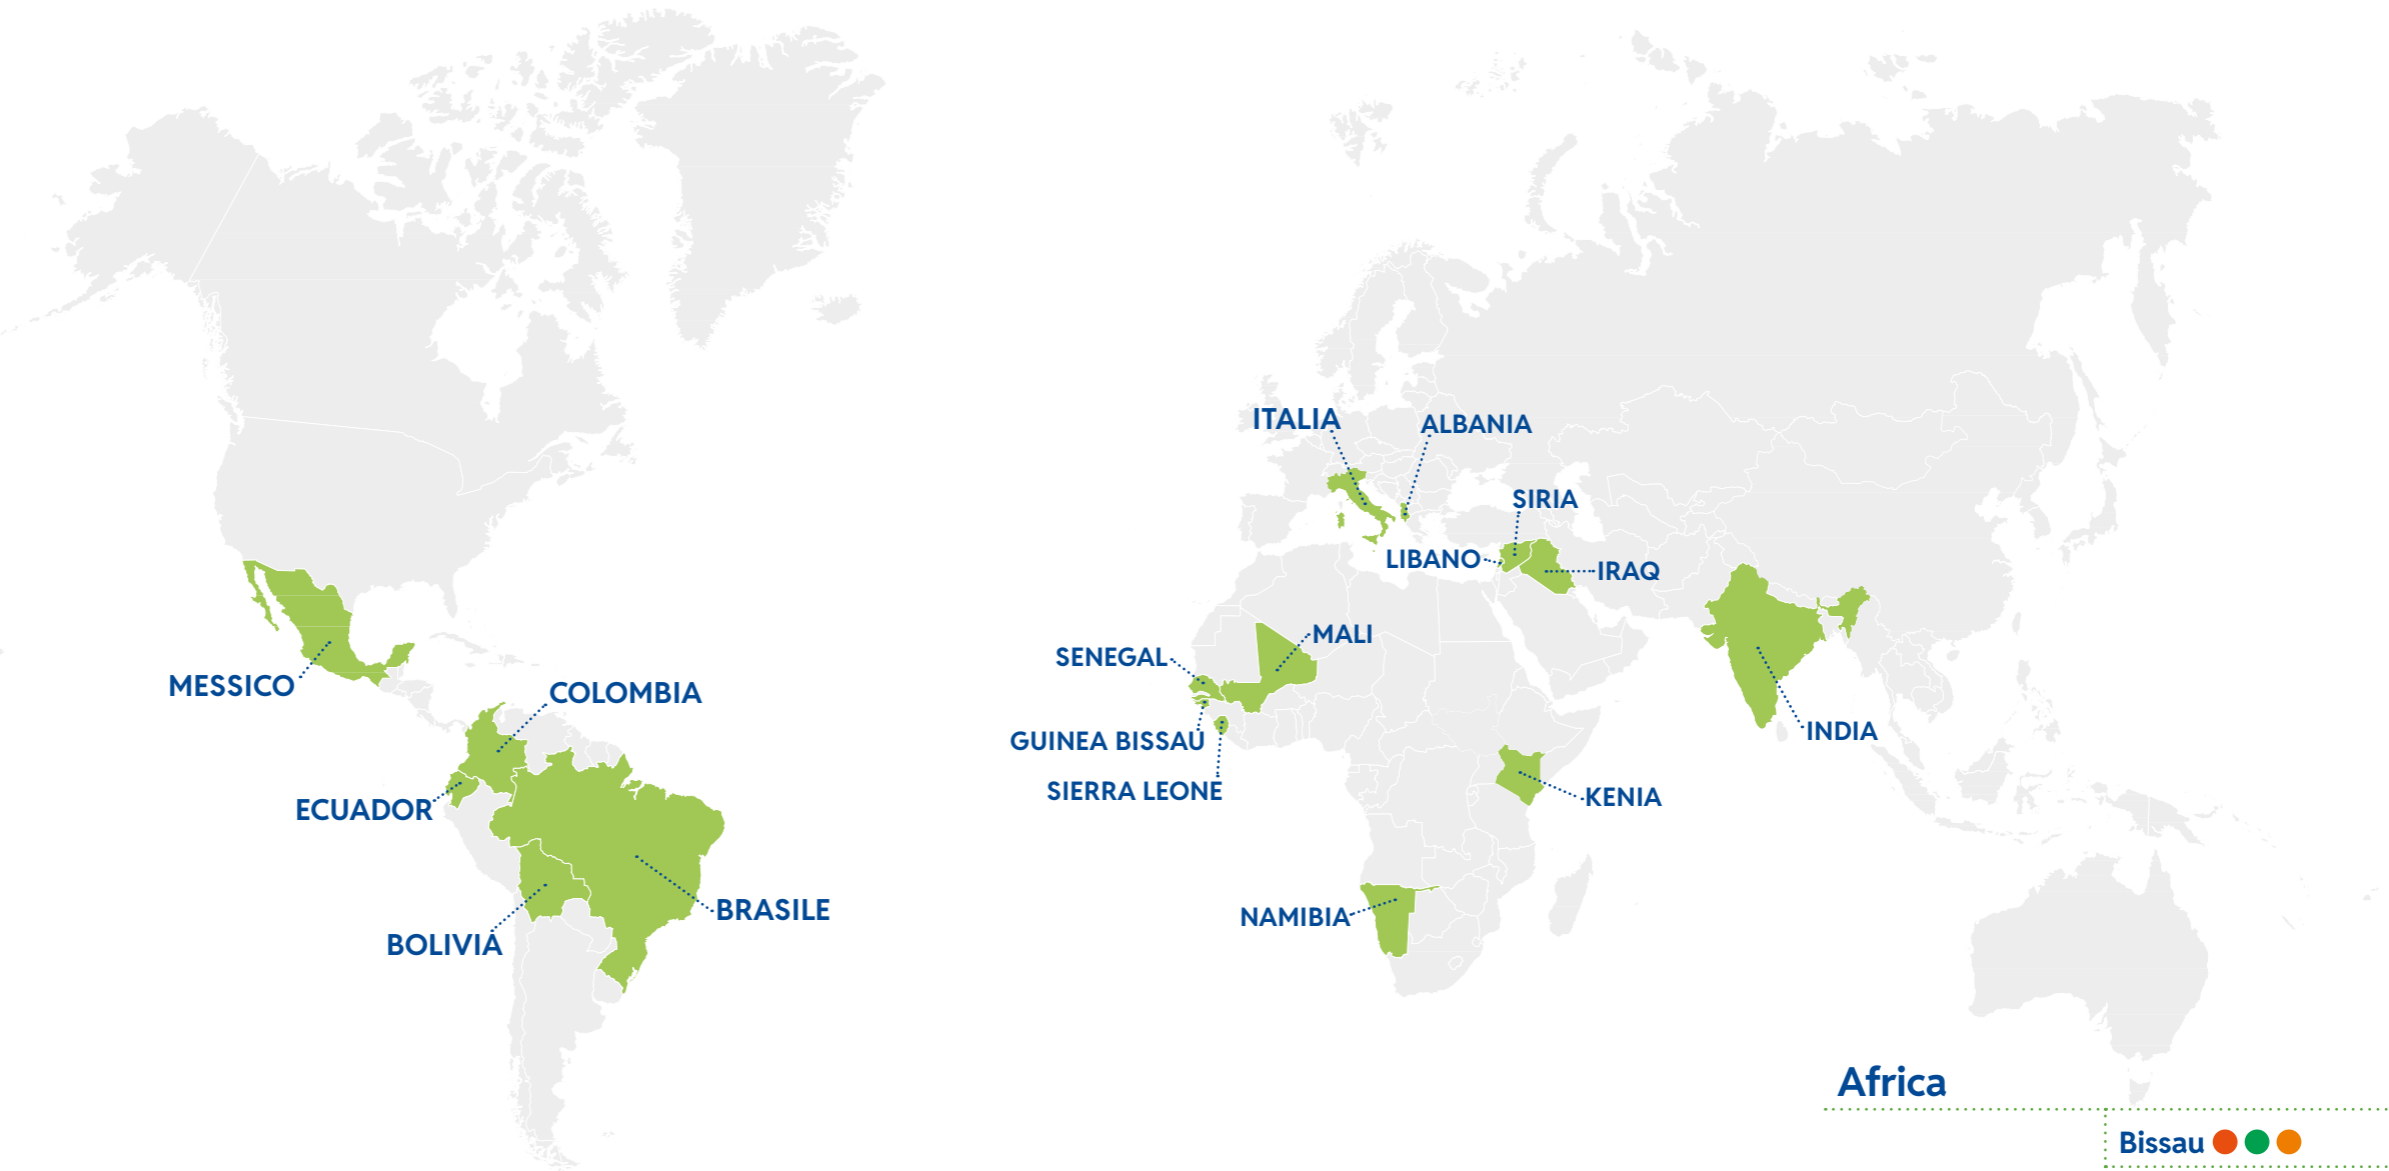 ITALIA
ALBANIA
SIRIA
LIBANO
IRAQ
MALI
SENEGAL
MESSICO
COLOMBIA
GUINEA BISSAU
INDIA
SIERRA LEONE
KENIA
ECUADOR
BRASILE
NAMIBIA
BOLIVIA
Africa
Bissau